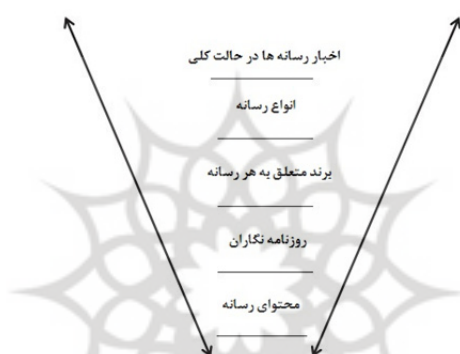 اخبار رسانه ها در حالت کلی
انواع رسانه
برند متعلق به هر رسانه
روزنامه نگاران
محتوای رسانه